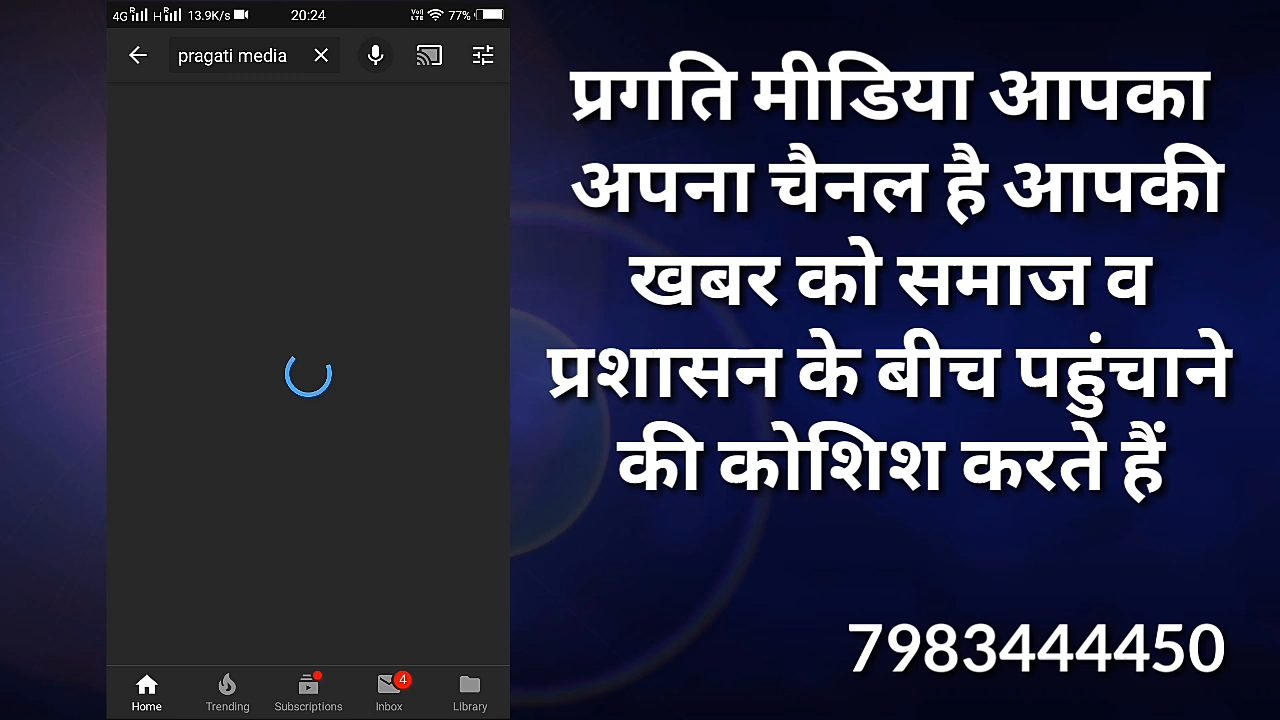 4G R H R 13.9K/s 20:24 VoLTE 77%
pragati media
Home Trending Subscriptions 4 Inbox Library
प्रगति मीडिया आपका
अपना चैनल है आपकी
खबर को समाज व
प्रशासन के बीच पहुंचाने
की कोशिश करते हैं
7983444450